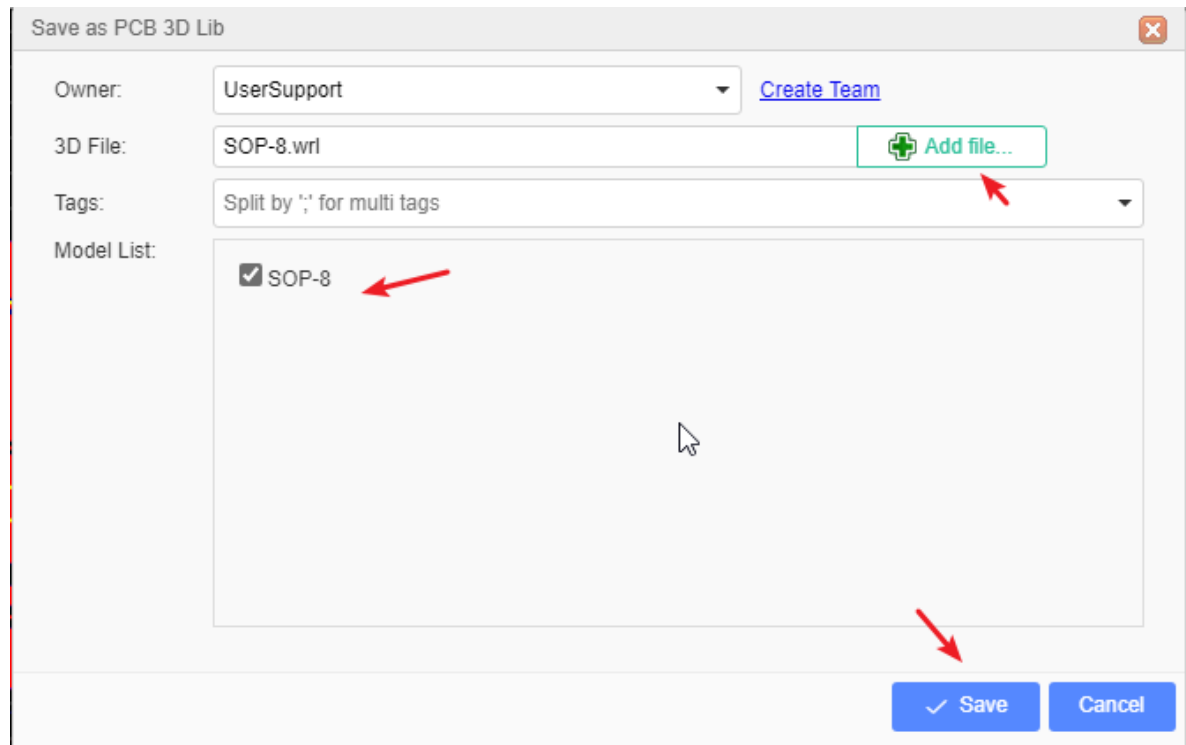 Save as PCB 3D Lib
Owner: UserSupport Create Team
3D File: SOP-8.wrl Add file...
Tags: Split by ';' for multi tags
Model List:
SOP-8
Save Cancel